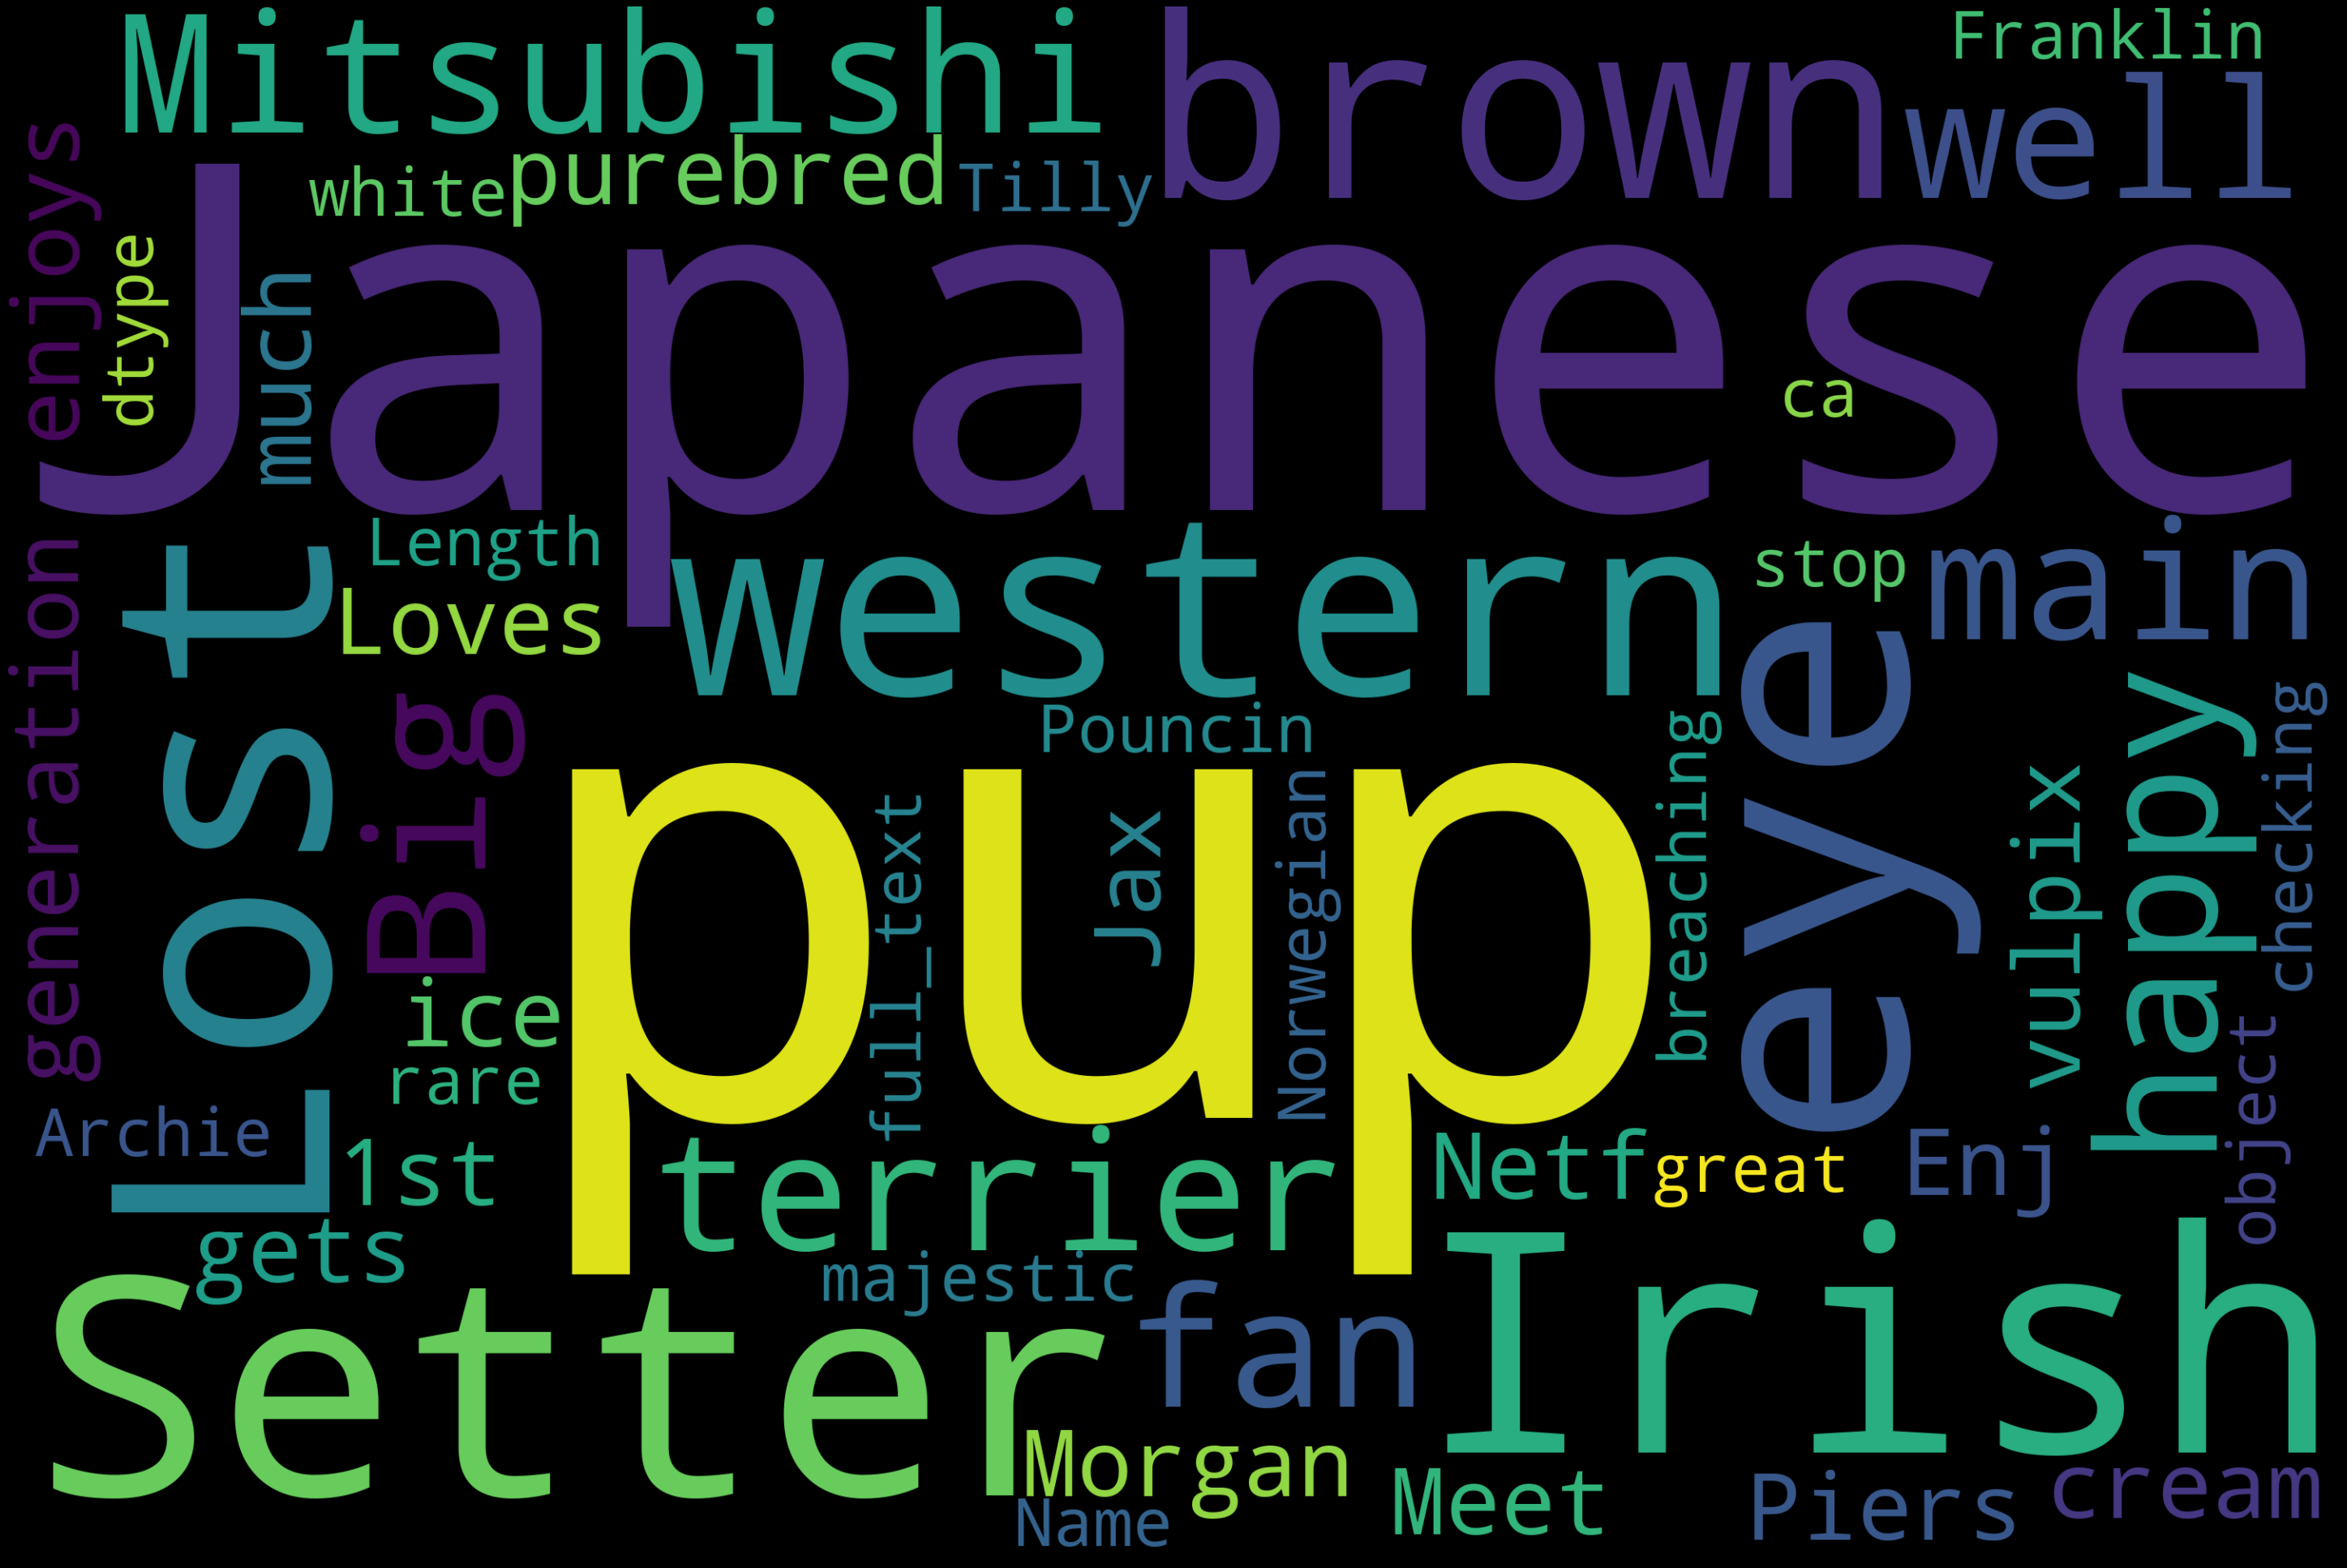 Mitsubishi
brown
Franklin
well
white
purebred
Tilly
enjoys
dtype
much
Japanese
ca
Length
Loves
western
stop
main
Lost
Big
generation
Pouncin
pup
full_text
Jax
Norwegian
breaching
eye
vulpix
happy
checking
ice
rare
object
Archie
1st
terrier
Netf
great
Enj
gets
majestic
Setter
fan
Irish
Morgan
Meet
Piers
cream
Name